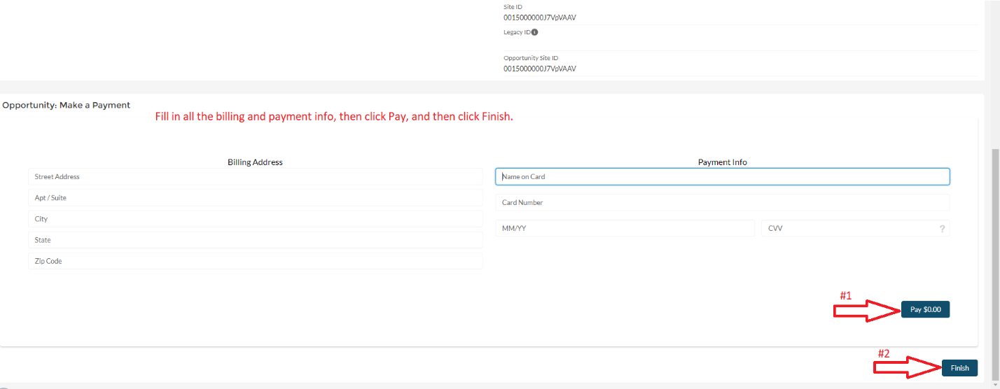 Site ID
0015000000J7VpVAAV
Legacy ID
Opportunity Site ID
0015000000J7VpVAAV
Opportunity: Make a Payment
Fill in all the billing and payment info, then click Pay, and then click Finish.
Billing Address
Street Address
Apt / Suite
City
State
Zip Code
Payment Info
Name on Card
Card Number
MM/YY
CVV
?
#1
Pay $0.00
#2
Finish